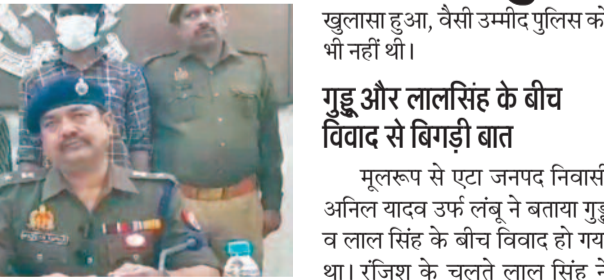 खुलासा हुआ, वैसी उम्मीद पुलिस को
भी नहीं थी।
गुड्डू और लालसिंह के बीच
विवाद से बिगड़ी बात
मूलरूप से एटा जनपद निवासी
अनिल यादव उर्फ लंबू ने बताया गुड्डू
व लाल सिंह के बीच विवाद हो गय
था। रंजिश के चलते लाल सिंह ने